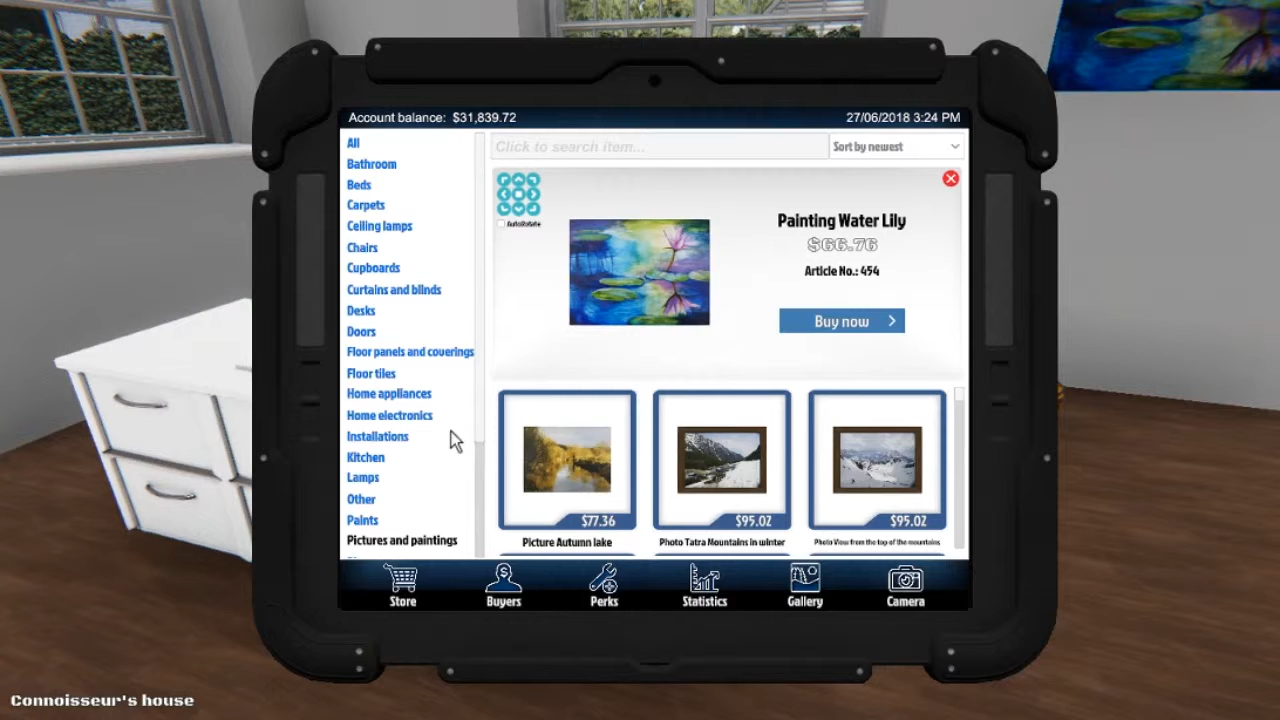 Account balance: $31,839.72
27/06/2018 3:24 PM
All
Bathroom
Beds
Carpets
Ceiling lamps
Chairs
Cupboards
Curtains and blinds
Desks
Doors
Floor panels and coverings
Floor tiles
Home appliances
Home electronics
Installations
Kitchen
Lamps
Other
Paints
Pictures and paintings
Click to search item...
Sort by newest
AutoRotate
Painting Water Lily
$66.76
Article No.: 454
Buy now
$77.36
$95.02
$95.02
Picture Autumn lake
Photo Tatra Mountains in winter
Photo View from the top of the mountains
Store
Buyers
Perks
Statistics
Gallery
Camera
Connoisseur's house